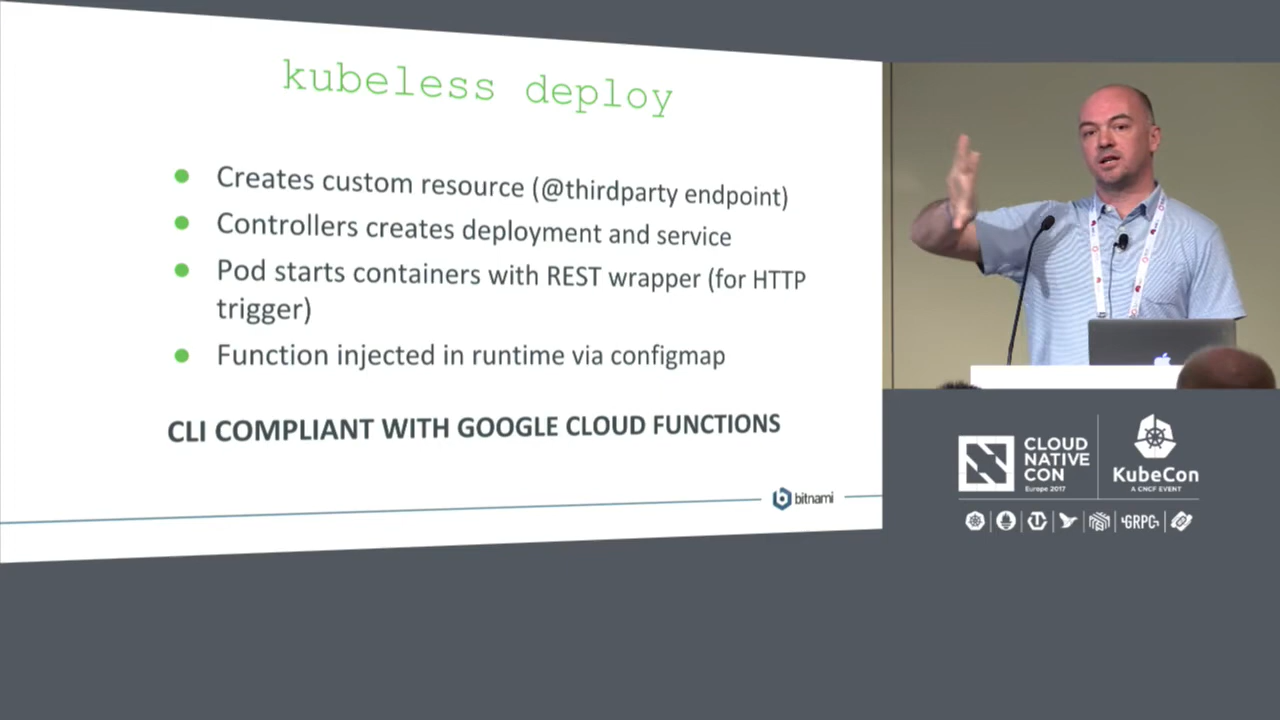 kubeless deploy
Creates custom resource (@thirdparty endpoint)
Controllers creates deployment and service
Pod starts containers with REST wrapper (for HTTP
trigger)
Function injected in runtime via configmap
CLI COMPLIANT WITH GOOGLE CLOUD FUNCTIONS
bitnami
CLOUD
NATIVE
CON
Europe 2017
KubeCon
A CNCF EVENT
GRPC